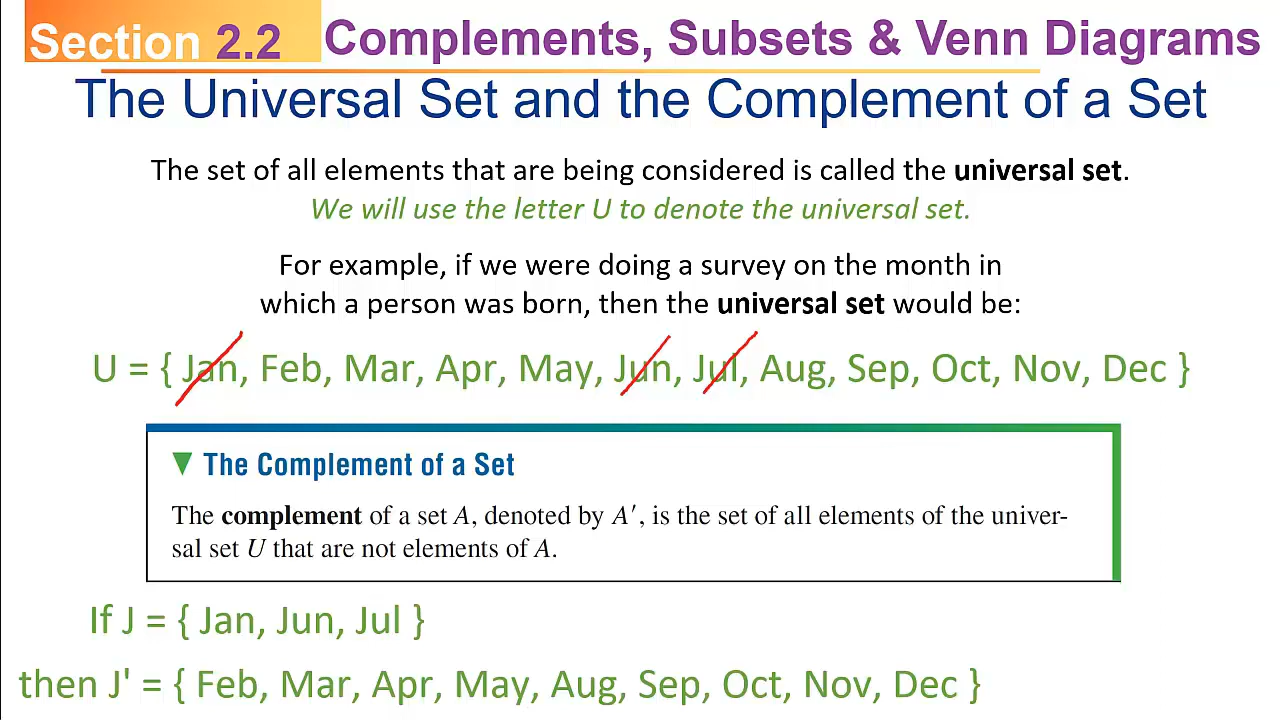 Section 2.2 Complements, Subsets & Venn Diagrams
The Universal Set and the Complement of a Set
The set of all elements that are being considered is called the universal set.
We will use the letter U to denote the universal set.
For example, if we were doing a survey on the month in
which a person was born, then the universal set would be:
U = { Jan, Feb, Mar, Apr, May, Jun, Jul, Aug, Sep, Oct, Nov, Dec }
▼ The Complement of a Set
The complement of a set A, denoted by A′, is the set of all elements of the univer-
sal set U that are not elements of A.
If J = { Jan, Jun, Jul }
then J' = { Feb, Mar, Apr, May, Aug, Sep, Oct, Nov, Dec }